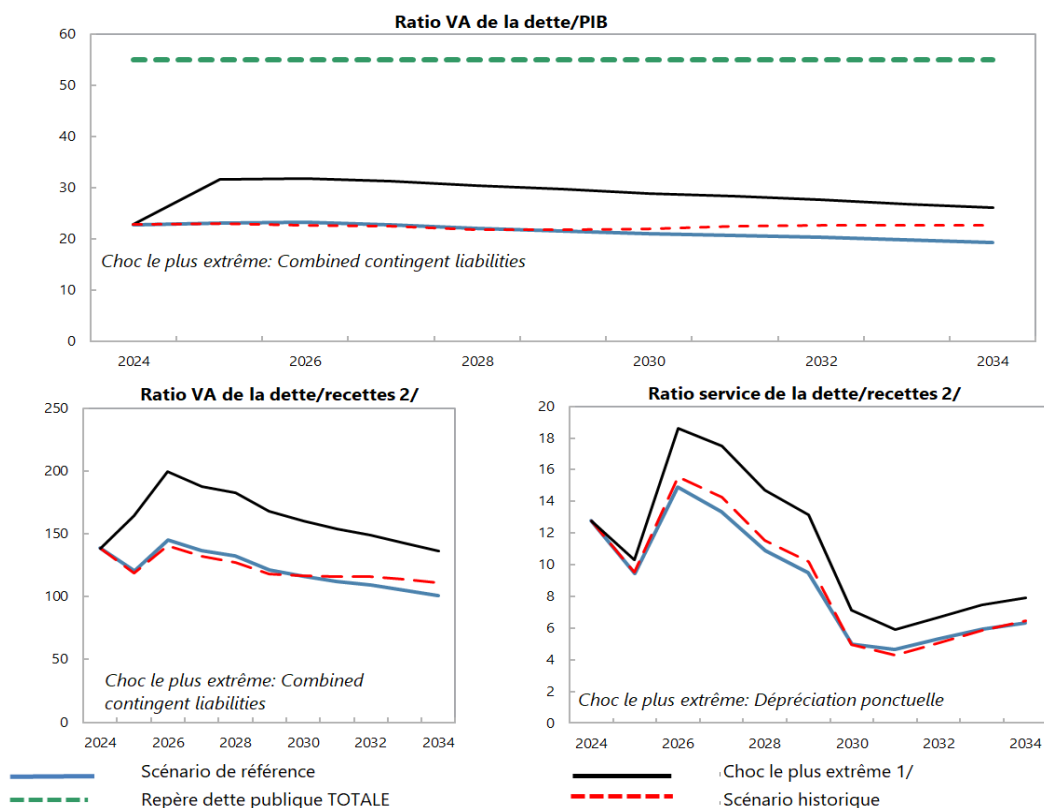 Ratio VA de la dette/PIB
60
50
40
30
20
10
0
Choc le plus extrême: Combined contingent liabilities
2024 2026 2028 2030 2032 2034
Ratio VA de la dette/recettes 2/
250
200
150
100
50
0
Choc le plus extrême: Combined
contingent liabilities
2024 2026 2028 2030 2032 2034
Ratio service de la dette/recettes 2/
20
18
16
14
12
10
8
6
4
2
0
Choc le plus extrême: Dépréciation ponctuelle
2024 2026 2028 2030 2032 2034
Scénario de référence
Choc le plus extrême 1/
Repère dette publique TOTALE
Scénario historique